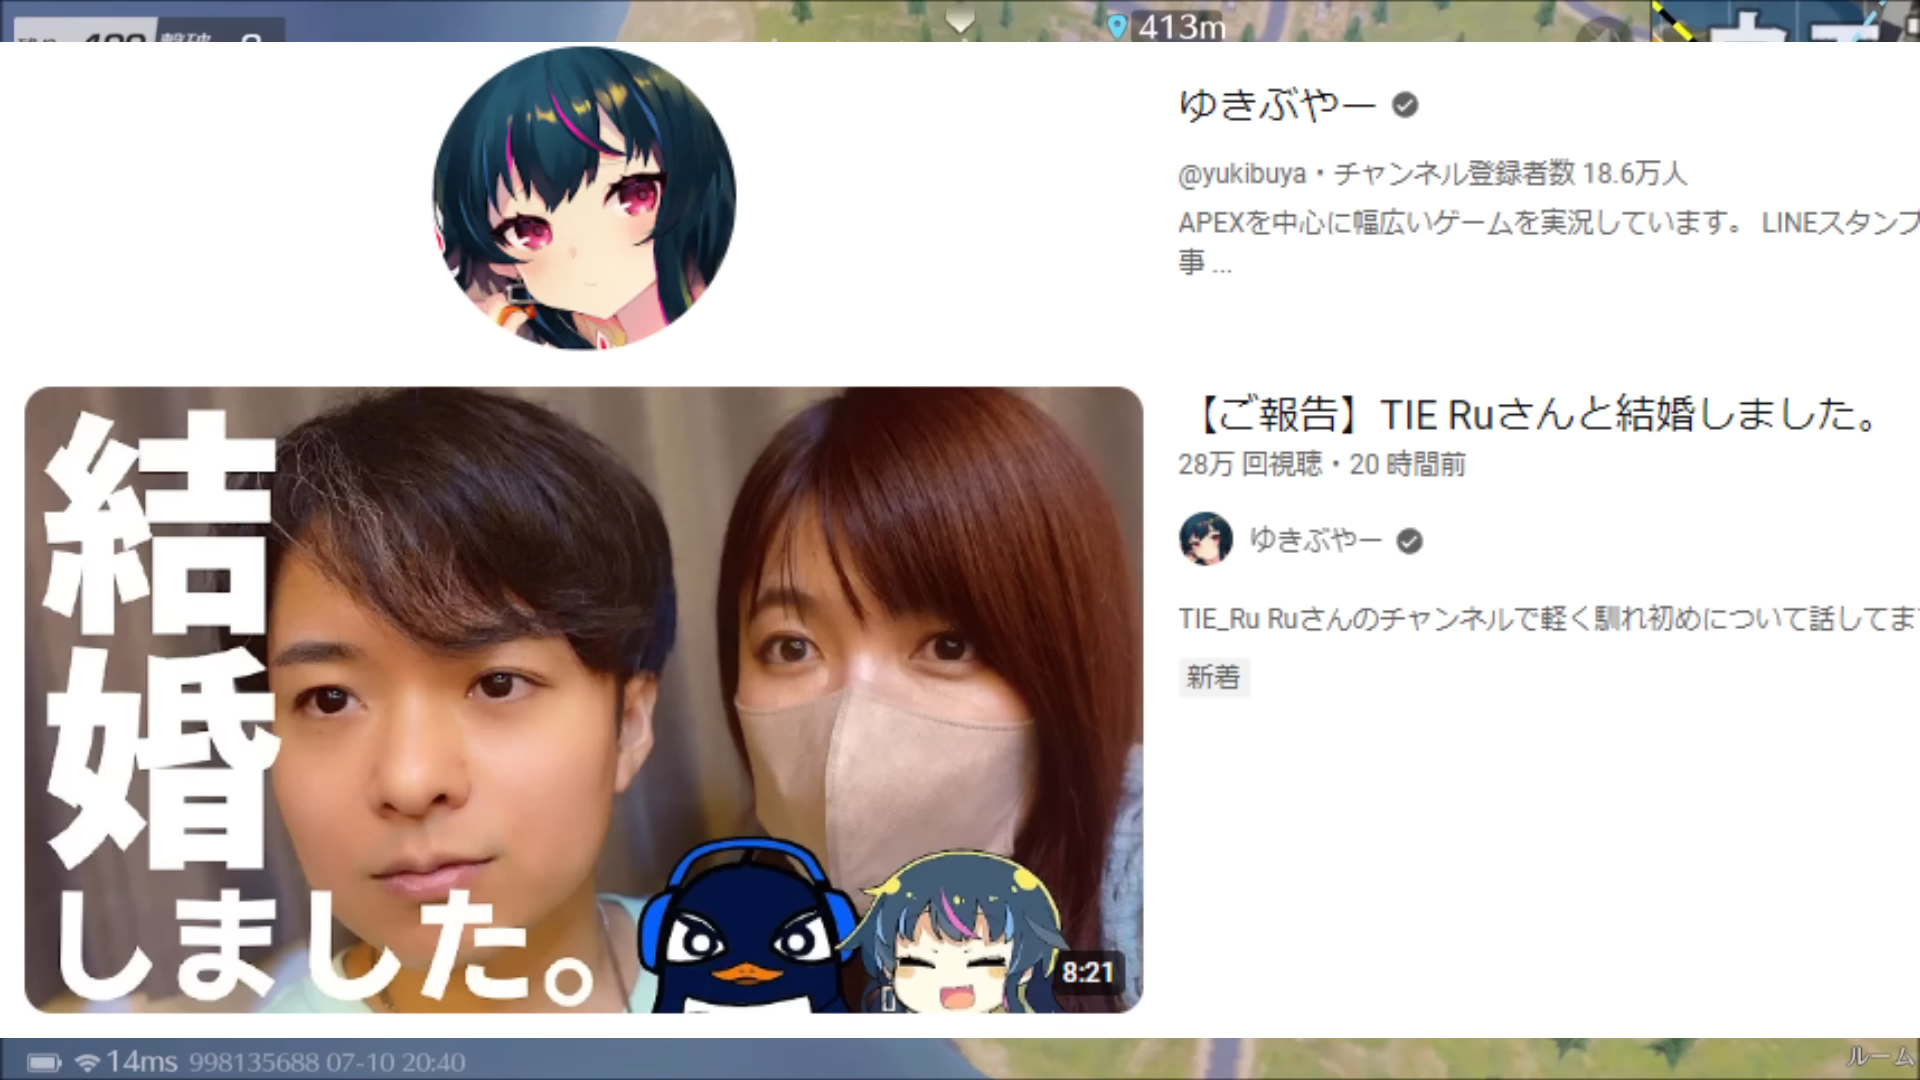 413m
ゆきぶやー
@yukibuya・チャンネル登録者数 18.6万人
APEXを中心に幅広いゲームを実況しています。 LINEスタンプ
事 ...
結
婚
しました。
8:21
【ご報告】TIE Ruさんと結婚しました。
28万 回視聴・20 時間前
ゆきぶやー
TIE_Ru Ruさんのチャンネルで軽く馴れ初めについて話してま
新着
14ms 998135688 07-10 20:40
ルーム